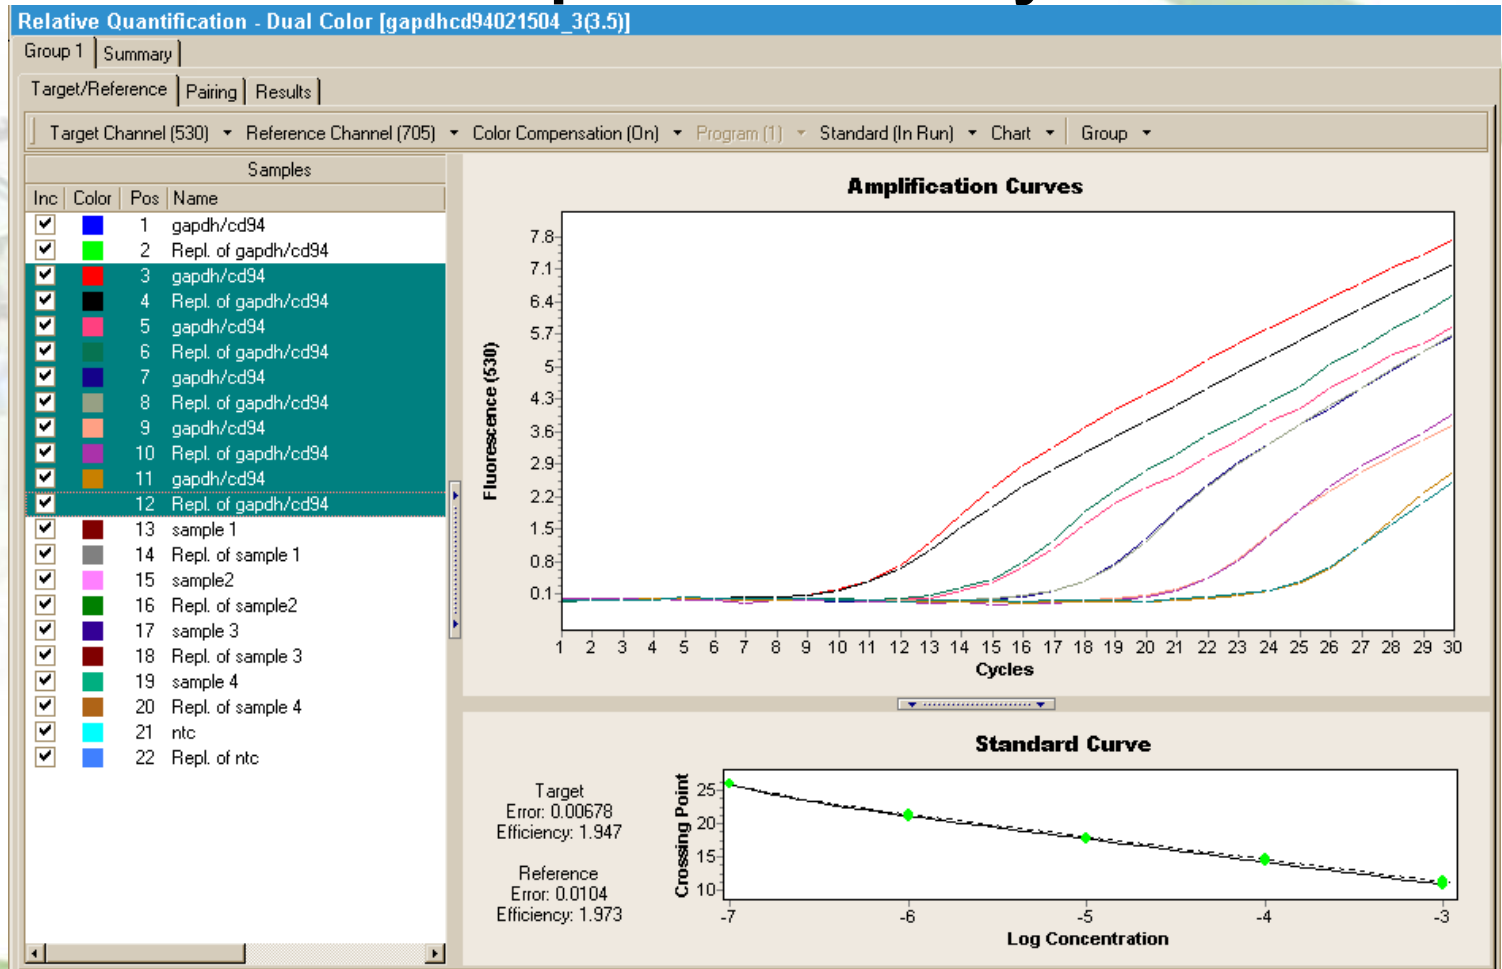 Relative Quantification - Dual Color [gapdhcd94021504_3(3.5)]
Group 1 Summary
Target/Reference Pairing Results
Target Channel (530) Reference Channel (705) Color Compensation (On) Program (1) Standard (In Run) Chart Group
Samples
Inc Color Pos Name
1 gapdh/cd94
2 Repl. of gapdh/cd94
3 gapdh/cd94
4 Repl. of gapdh/cd94
5 gapdh/cd94
6 Repl. of gapdh/cd94
7 gapdh/cd94
8 Repl. of gapdh/cd94
9 gapdh/cd94
10 Repl. of gapdh/cd94
11 gapdh/cd94
12 Repl. of gapdh/cd94
13 sample 1
14 Repl. of sample 1
15 sample2
16 Repl. of sample2
17 sample 3
18 Repl. of sample 3
19 sample 4
20 Repl. of sample 4
21 ntc
22 Repl. of ntc
Amplification Curves
Fluorescence (530)
7.8
7.1
6.4
5.7
5
4.3
3.6
2.9
2.2
1.5
0.8
0.1
1 2 3 4 5 6 7 8 9 10 11 12 13 14 15 16 17 18 19 20 21 22 23 24 25 26 27 28 29 30
Cycles
Standard Curve
Target
Error: 0.00678
Efficiency: 1.947
Reference
Error: 0.0104
Efficiency: 1.973
Crossing Point
25
20
15
10
-7 -6 -5 -4 -3
Log Concentration